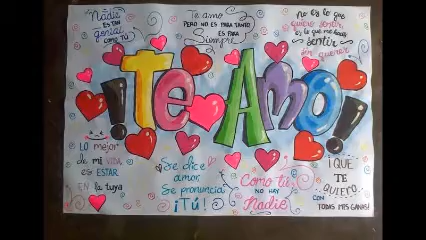 Nadie
ES TAN
genial
COMO TÚ
Te amo
PERO NO ES PARA TANTO
ES PARA
Siempre
No es lo que
quiero sentir,
es lo que me haces
sentir
sin querer
¡Te Amo!
LO mejor
de mi VIDA
ES ESTAR
EN la tuya
Se dice
amor,
Se pronuncia
¡TÚ!
Como tú
NO HAY
Nadie
¡QUE
TE
QUIERO
CON
TODAS MIS GANAS!